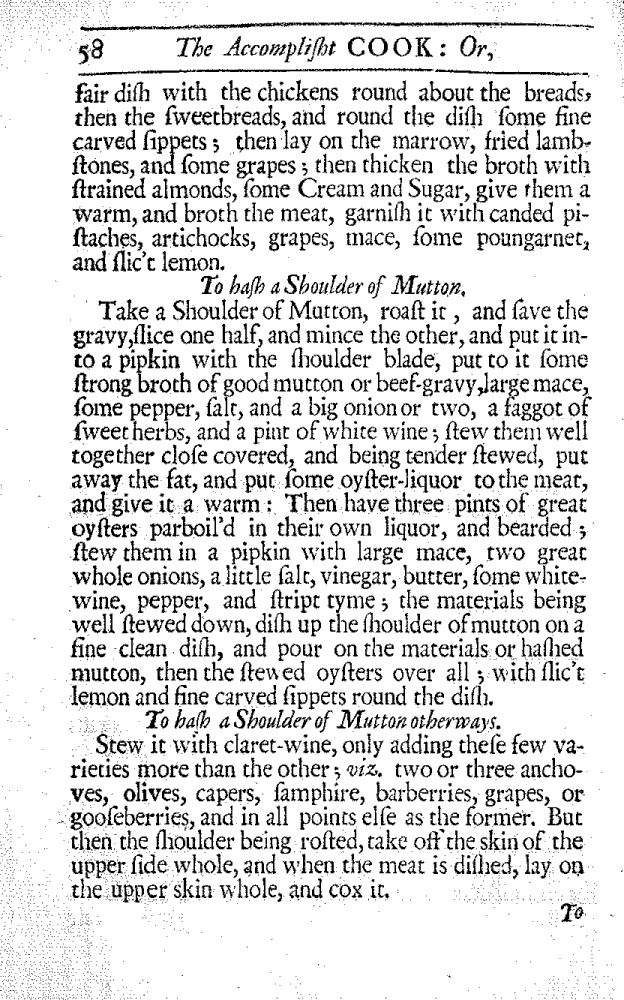 58 The Accompliſht COOK: Or,
fair diſh with the chickens round about the breads,
then the ſweetbreads, and round the diſh ſome fine
carved ſippets; then lay on the marrow, fried lamb-
ſtones, and ſome grapes; then thicken the broth with
ſtrained almonds, ſome Cream and Sugar, give them a
warm, and broth the meat, garniſh it with canded pi-
ſtaches, artichocks, grapes, mace, ſome poungarnet,
and ſlic't lemon.
To haſh a Shoulder of Mutton.
Take a Shoulder of Mutton, roaſt it, and ſave the
gravy, ſlice one half, and mince the other, and put it in-
to a pipkin with the ſhoulder blade, put to it ſome
ſtrong broth of good mutton or beef-gravy, large mace,
ſome pepper, ſalt, and a big onion or two, a faggot of
ſweet herbs, and a pint of white wine; ſtew them well
together cloſe covered, and being tender ſtewed, put
away the fat, and put ſome oyſter-liquor to the meat,
and give it a warm: Then have three pints of great
oyſters parboil'd in their own liquor, and bearded;
ſtew them in a pipkin with large mace, two great
whole onions, a little ſalt, vinegar, butter, ſome white-
wine, pepper, and ſtript tyme; the materials being
well ſtewed down, diſh up the ſhoulder of mutton on a
fine clean diſh, and pour on the materials or haſhed
mutton, then the ſtewed oyſters over all; with ſlic't
lemon and fine carved ſippets round the diſh.
To haſh a Shoulder of Mutton otherways.
Stew it with claret-wine, only adding theſe few va-
rieties more than the other; viz. two or three ancho-
ves, olives, capers, ſamphire, barberries, grapes, or
gooſeberries, and in all points elſe as the former. But
then the ſhoulder being roſted, take off the skin of the
upper ſide whole, and when the meat is diſhed, lay on
the upper skin whole, and cox it.
To